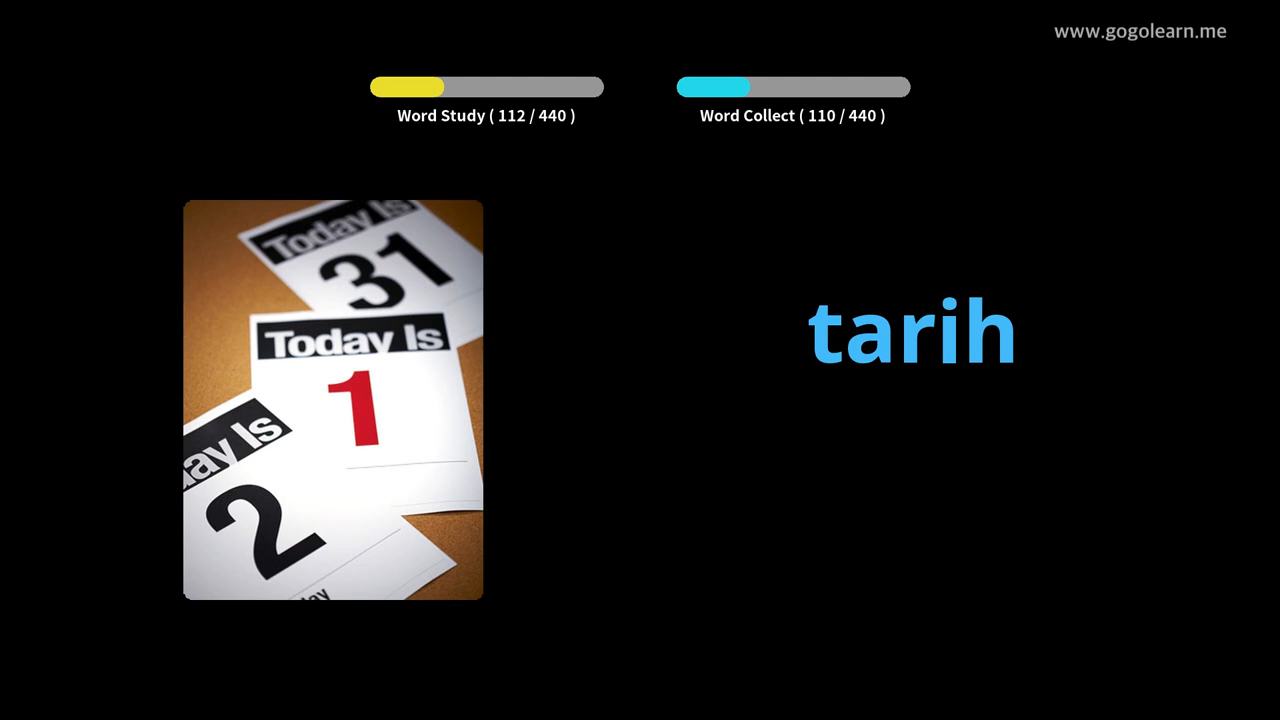 www.gogolearn.me
Word Study ( 112 / 440 )
Word Collect ( 110 / 440 )
Today Is
31
Today Is
1
tarih
ay Is
2